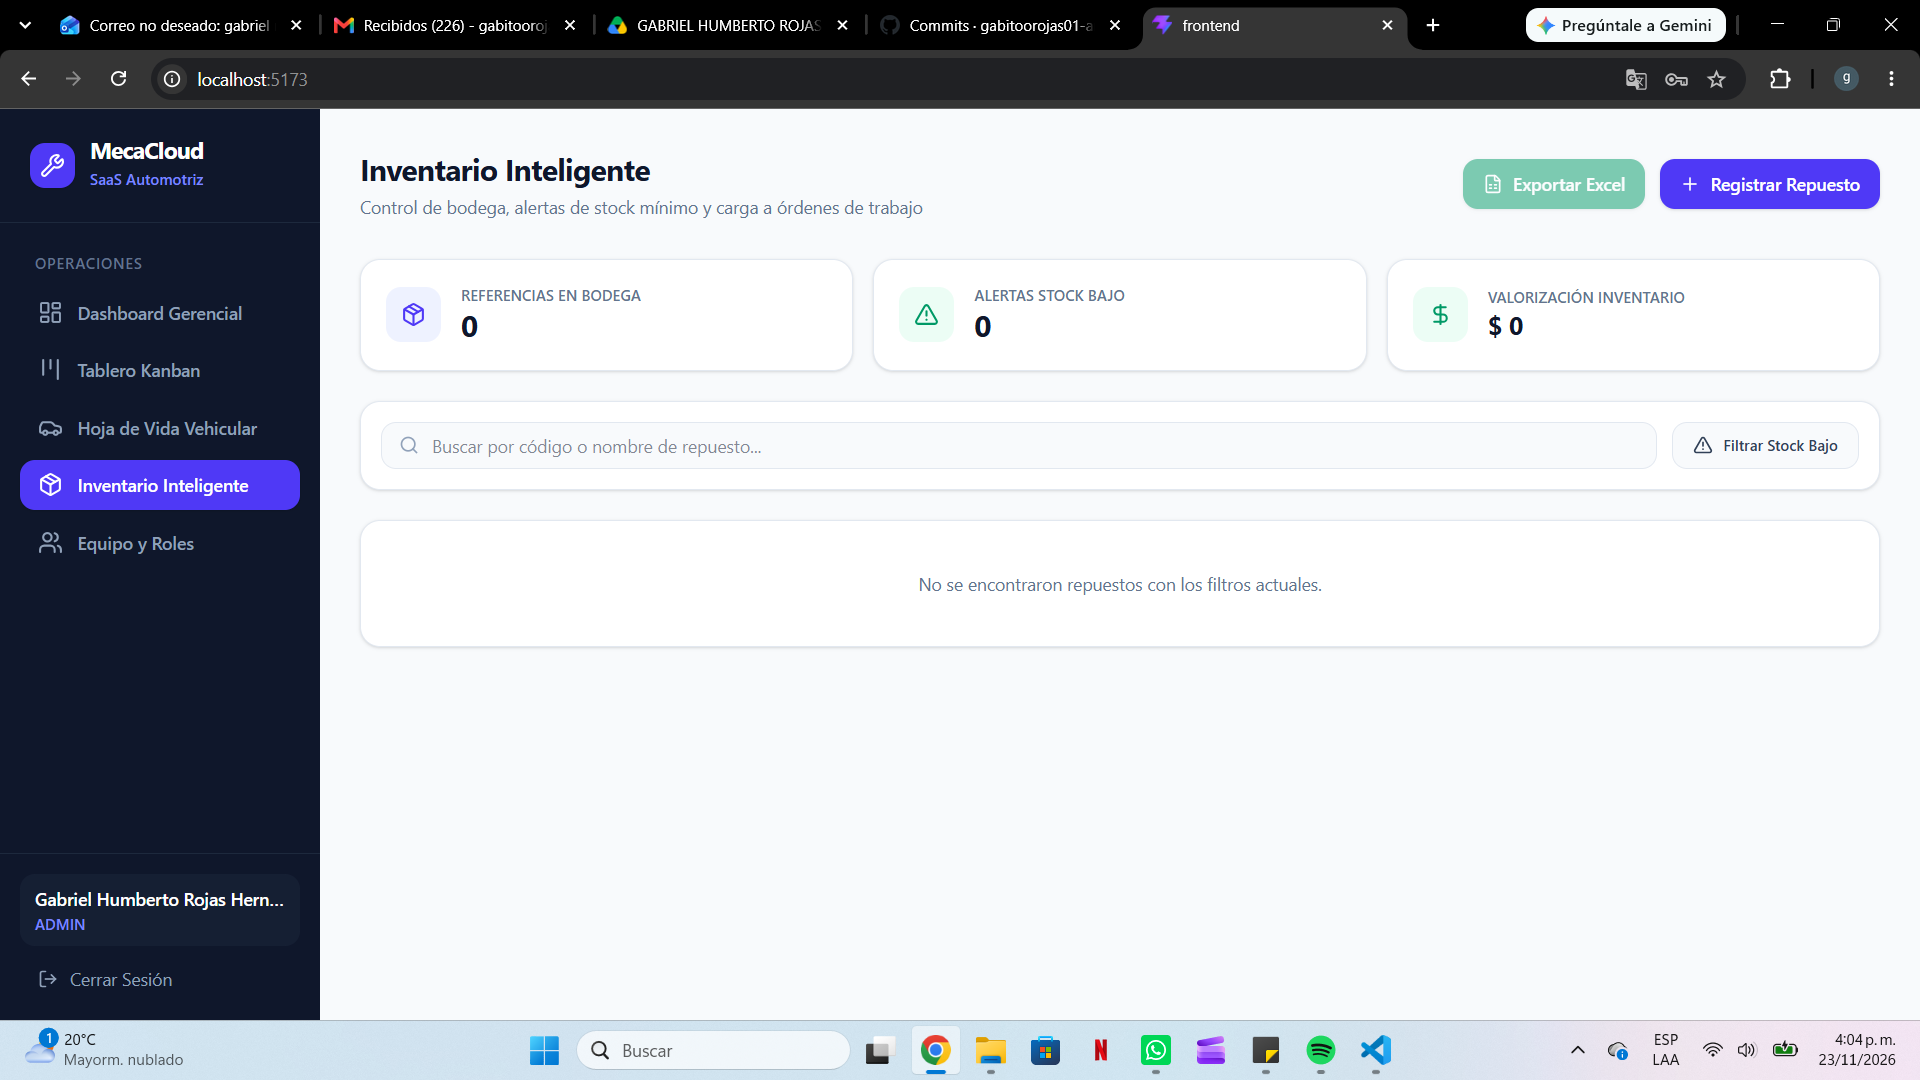 Correo no deseado: gabriel
Recibidos (226) - gabitooroj
GABRIEL HUMBERTO ROJAS
Commits · gabitoorojas01-a
frontend
Pregúntale a Gemini
localhost:5173
g
MecaCloud
SaaS Automotriz
OPERACIONES
Dashboard Gerencial
Tablero Kanban
Hoja de Vida Vehicular
Inventario Inteligente
Equipo y Roles
Gabriel Humberto Rojas Hern...
ADMIN
Cerrar Sesión
Inventario Inteligente
Control de bodega, alertas de stock mínimo y carga a órdenes de trabajo
Exportar Excel
Registrar Repuesto
REFERENCIAS EN BODEGA
0
ALERTAS STOCK BAJO
0
VALORIZACIÓN INVENTARIO
$ 0
Buscar por código o nombre de repuesto...
Filtrar Stock Bajo
No se encontraron repuestos con los filtros actuales.
1
20°C
Mayorm. nublado
Buscar
ESP
LAA
4:04 p. m.
23/11/2026